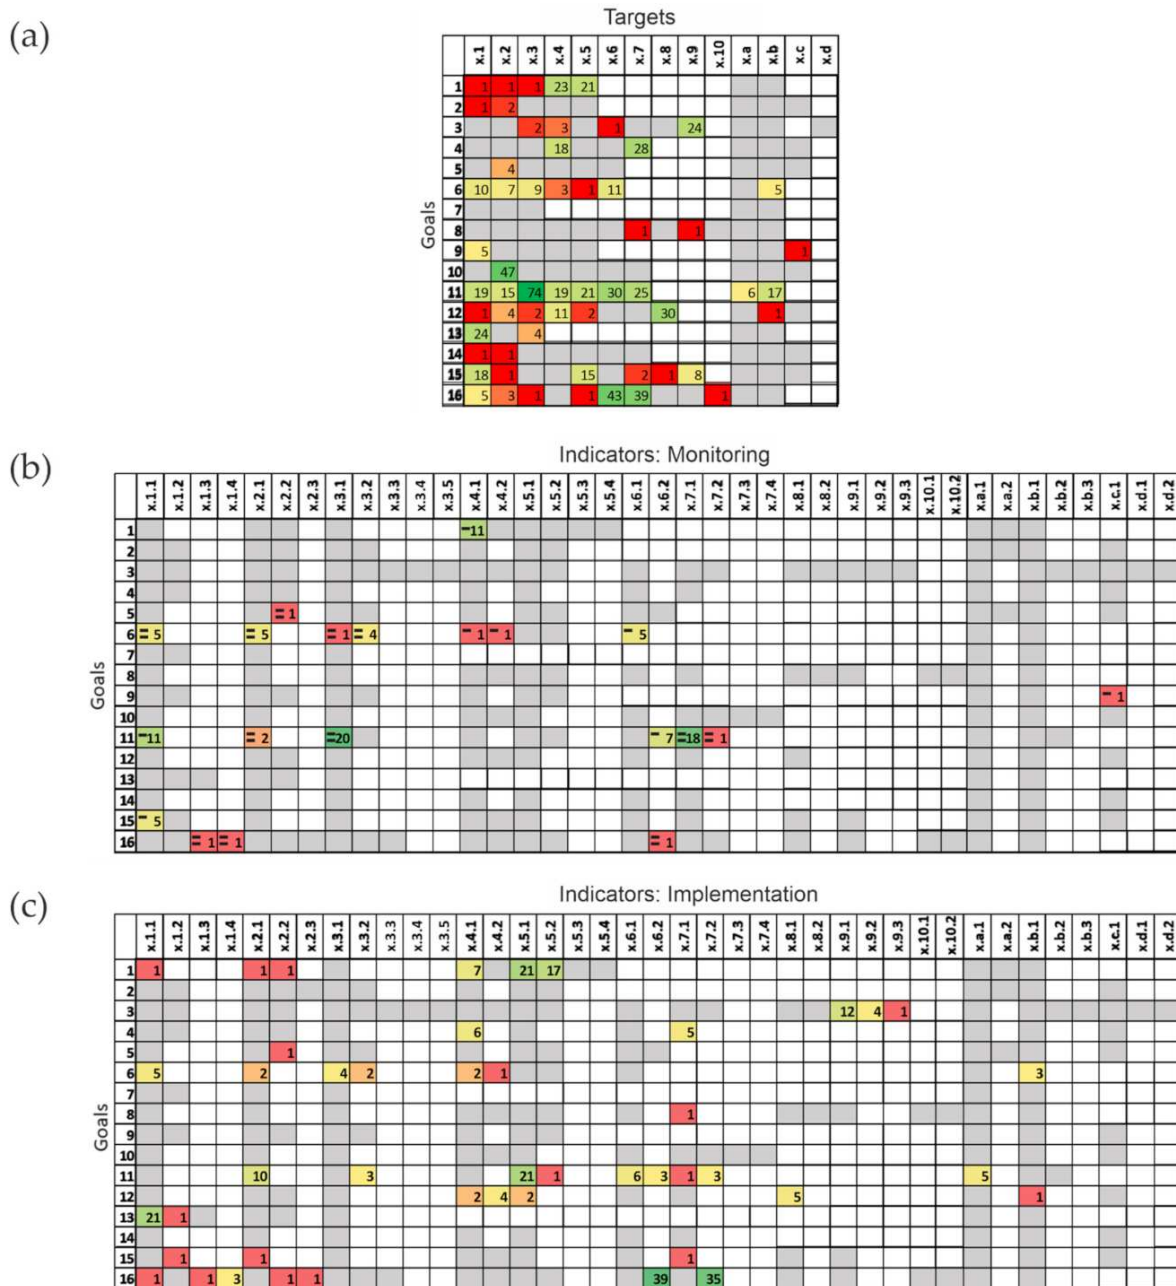 (a)
Targets
x.1 x.2 x.3 x.4 x.5 x.6 x.7 x.8 x.9 x.10 x.a x.b x.c x.d
Goals
1 1 1 1 23 21
2 1 2
3 2 3 1 24
4 18 28
5 4
6 10 7 9 3 1 11 5
7
8 1 1
9 5 1
10 47
11 19 15 74 19 21 30 25 6 17
12 1 4 2 11 2 30 1
13 24 4
14 1 1
15 18 1 15 2 1 8
16 5 3 1 1 43 39 1
(b)
Indicators: Monitoring
x.1.1 x.1.2 x.1.3 x.1.4 x.2.1 x.2.2 x.2.3 x.3.1 x.3.2 x.3.3 x.3.4 x.3.5 x.4.1 x.4.2 x.5.1 x.5.2 x.5.3 x.5.4 x.6.1 x.6.2 x.7.1 x.7.2 x.7.3 x.7.4 x.8.1 x.8.2 x.9.1 x.9.2 x.9.3 x.10.1 x.10.2 x.a.1 x.a.2 x.b.1 x.b.2 x.b.3 x.c.1 x.d.1 x.d.2
Goals
1 –11
2
3
4
5 = 1
6 = 5 = 5 = 1 = 4 – 1 – 1 – 5
7
8
9 – 1
10
11 –11 = 2 =20 – 7 =18 = 1
12
13
14
15 – 5
16 = 1 = 1 = 1
(c)
Indicators: Implementation
x.1.1 x.1.2 x.1.3 x.1.4 x.2.1 x.2.2 x.2.3 x.3.1 x.3.2 x.3.3 x.3.4 x.3.5 x.4.1 x.4.2 x.5.1 x.5.2 x.5.3 x.5.4 x.6.1 x.6.2 x.7.1 x.7.2 x.7.3 x.7.4 x.8.1 x.8.2 x.9.1 x.9.2 x.9.3 x.10.1 x.10.2 x.a.1 x.a.2 x.b.1 x.b.2 x.b.3 x.c.1 x.d.1 x.d.2
Goals
1 1 1 1 7 21 17
2
3 12 4 1
4 6 5
5 1
6 5 2 4 2 2 1 3
7
8 1
9
10
11 10 3 21 1 6 3 1 3 5
12 2 4 2 5 1
13 21 1
14
15 1 1 1
16 1 1 3 1 1 39 35